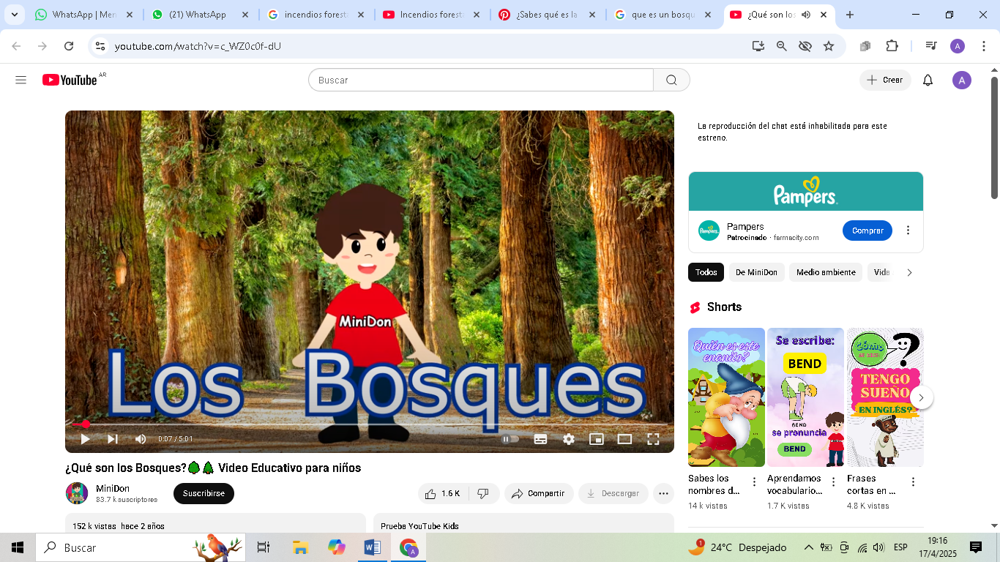 WhatsApp | Men
(21) WhatsApp
incendios forest
Incendios foresta
¿Sabes qué es la
que es un bosqu
¿Qué son los
youtube.com/watch?v=c_WZ0c0f-dU
YouTube AR
Buscar
Crear
A
MiniDon
Los Bosques
0:07 / 5:01
¿Qué son los Bosques?🌳🌲 Video Educativo para niños
MiniDon
83.7 k suscriptores
Suscribirse
1.6 K
Compartir
Descargar
152 k vistas hace 2 años
Prueba YouTube Kids
La reproducción del chat está inhabilitada para este
estreno.
Pampers
Pampers
Pampers
Patrocinado · farmacity.com
Comprar
Todos
De MiniDon
Medio ambiente
Vida
Shorts
Quién es este
enanito?
Sabes los
nombres d...
14 k vistas
Se escribe:
BEND
BEND
se pronuncia
BEND
Aprendamos
vocabulario...
1.7 K vistas
Cómo
se dice:
TENGO
SUEÑO
EN INGLÉS?
Frases
cortas en ...
4.8 K vistas
Buscar
1
24°C Despejado
ESP
19:16
17/4/2025